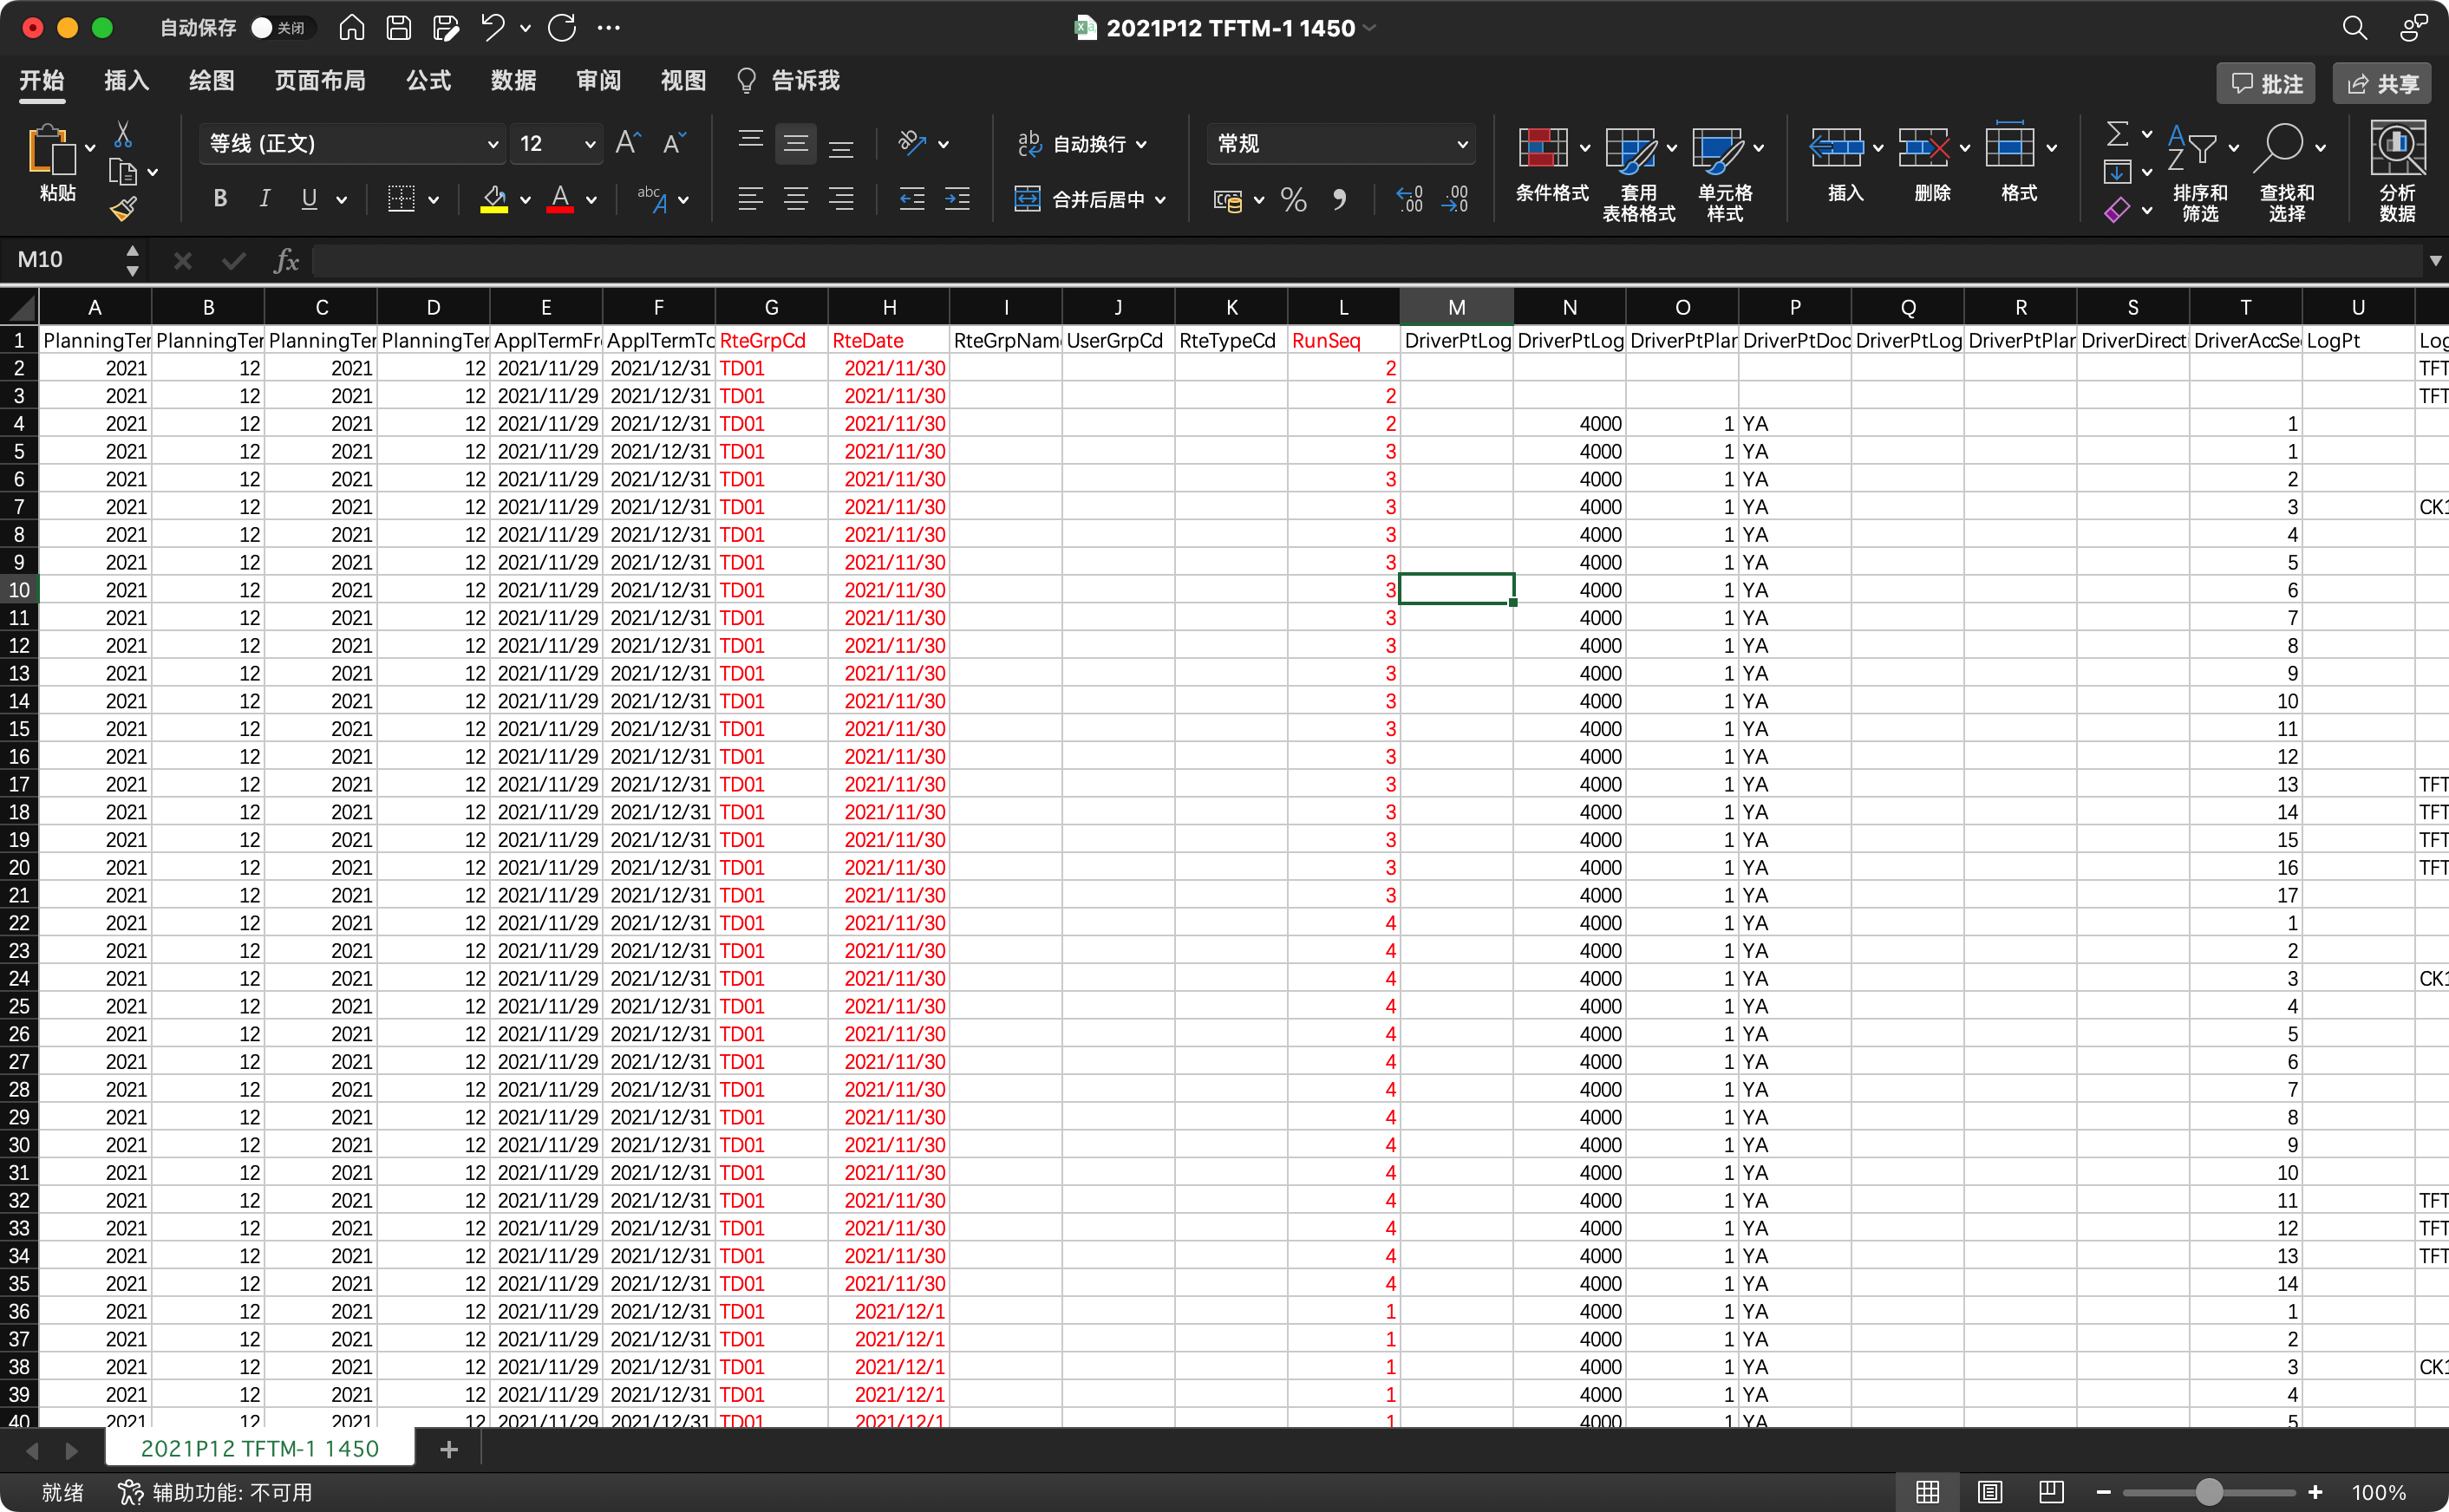 自动保存 关闭 2021P12 TFTM-1 1450
开始 插入 绘图 页面布局 公式 数据 审阅 视图 告诉我 批注 共享
粘贴 等线 (正文) 12 自动换行 常规 条件格式 套用 表格格式 单元格 样式 插入 删除 格式 排序和 筛选 查找和 选择 分析 数据
B I U A abc A 合并后居中 % .00 .00
M10 fx
A B C D E F G H I J K L M N O P Q R S T U
1 PlanningTer PlanningTer PlanningTer PlanningTer ApplTermFr ApplTermTo RteGrpCd RteDate RteGrpNam UserGrpCd RteTypeCd RunSeq DriverPtLog DriverPtLog DriverPtPlan DriverPtDoc DriverPtLog DriverPtPlan DriverDirect DriverAccSe LogPt Log
2 2021 12 2021 12 2021/11/29 2021/12/31 TD01 2021/11/30 2 TFT
3 2021 12 2021 12 2021/11/29 2021/12/31 TD01 2021/11/30 2 TFT
4 2021 12 2021 12 2021/11/29 2021/12/31 TD01 2021/11/30 2 4000 1 YA 1
5 2021 12 2021 12 2021/11/29 2021/12/31 TD01 2021/11/30 3 4000 1 YA 1
6 2021 12 2021 12 2021/11/29 2021/12/31 TD01 2021/11/30 3 4000 1 YA 2
7 2021 12 2021 12 2021/11/29 2021/12/31 TD01 2021/11/30 3 4000 1 YA 3 CK1
8 2021 12 2021 12 2021/11/29 2021/12/31 TD01 2021/11/30 3 4000 1 YA 4
9 2021 12 2021 12 2021/11/29 2021/12/31 TD01 2021/11/30 3 4000 1 YA 5
10 2021 12 2021 12 2021/11/29 2021/12/31 TD01 2021/11/30 3 4000 1 YA 6
11 2021 12 2021 12 2021/11/29 2021/12/31 TD01 2021/11/30 3 4000 1 YA 7
12 2021 12 2021 12 2021/11/29 2021/12/31 TD01 2021/11/30 3 4000 1 YA 8
13 2021 12 2021 12 2021/11/29 2021/12/31 TD01 2021/11/30 3 4000 1 YA 9
14 2021 12 2021 12 2021/11/29 2021/12/31 TD01 2021/11/30 3 4000 1 YA 10
15 2021 12 2021 12 2021/11/29 2021/12/31 TD01 2021/11/30 3 4000 1 YA 11
16 2021 12 2021 12 2021/11/29 2021/12/31 TD01 2021/11/30 3 4000 1 YA 12
17 2021 12 2021 12 2021/11/29 2021/12/31 TD01 2021/11/30 3 4000 1 YA 13 TFT
18 2021 12 2021 12 2021/11/29 2021/12/31 TD01 2021/11/30 3 4000 1 YA 14 TFT
19 2021 12 2021 12 2021/11/29 2021/12/31 TD01 2021/11/30 3 4000 1 YA 15 TFT
20 2021 12 2021 12 2021/11/29 2021/12/31 TD01 2021/11/30 3 4000 1 YA 16 TFT
21 2021 12 2021 12 2021/11/29 2021/12/31 TD01 2021/11/30 3 4000 1 YA 17
22 2021 12 2021 12 2021/11/29 2021/12/31 TD01 2021/11/30 4 4000 1 YA 1
23 2021 12 2021 12 2021/11/29 2021/12/31 TD01 2021/11/30 4 4000 1 YA 2
24 2021 12 2021 12 2021/11/29 2021/12/31 TD01 2021/11/30 4 4000 1 YA 3 CK1
25 2021 12 2021 12 2021/11/29 2021/12/31 TD01 2021/11/30 4 4000 1 YA 4
26 2021 12 2021 12 2021/11/29 2021/12/31 TD01 2021/11/30 4 4000 1 YA 5
27 2021 12 2021 12 2021/11/29 2021/12/31 TD01 2021/11/30 4 4000 1 YA 6
28 2021 12 2021 12 2021/11/29 2021/12/31 TD01 2021/11/30 4 4000 1 YA 7
29 2021 12 2021 12 2021/11/29 2021/12/31 TD01 2021/11/30 4 4000 1 YA 8
30 2021 12 2021 12 2021/11/29 2021/12/31 TD01 2021/11/30 4 4000 1 YA 9
31 2021 12 2021 12 2021/11/29 2021/12/31 TD01 2021/11/30 4 4000 1 YA 10
32 2021 12 2021 12 2021/11/29 2021/12/31 TD01 2021/11/30 4 4000 1 YA 11 TFT
33 2021 12 2021 12 2021/11/29 2021/12/31 TD01 2021/11/30 4 4000 1 YA 12 TFT
34 2021 12 2021 12 2021/11/29 2021/12/31 TD01 2021/11/30 4 4000 1 YA 13 TFT
35 2021 12 2021 12 2021/11/29 2021/12/31 TD01 2021/11/30 4 4000 1 YA 14
36 2021 12 2021 12 2021/11/29 2021/12/31 TD01 2021/12/1 1 4000 1 YA 1
37 2021 12 2021 12 2021/11/29 2021/12/31 TD01 2021/12/1 1 4000 1 YA 2
38 2021 12 2021 12 2021/11/29 2021/12/31 TD01 2021/12/1 1 4000 1 YA 3 CK1
39 2021 12 2021 12 2021/11/29 2021/12/31 TD01 2021/12/1 1 4000 1 YA 4
40 2021 12 2021 12 2021/11/29 2021/12/31 TD01 2021/12/1 1 4000 1 YA 5
2021P12 TFTM-1 1450
就绪 辅助功能: 不可用 100%